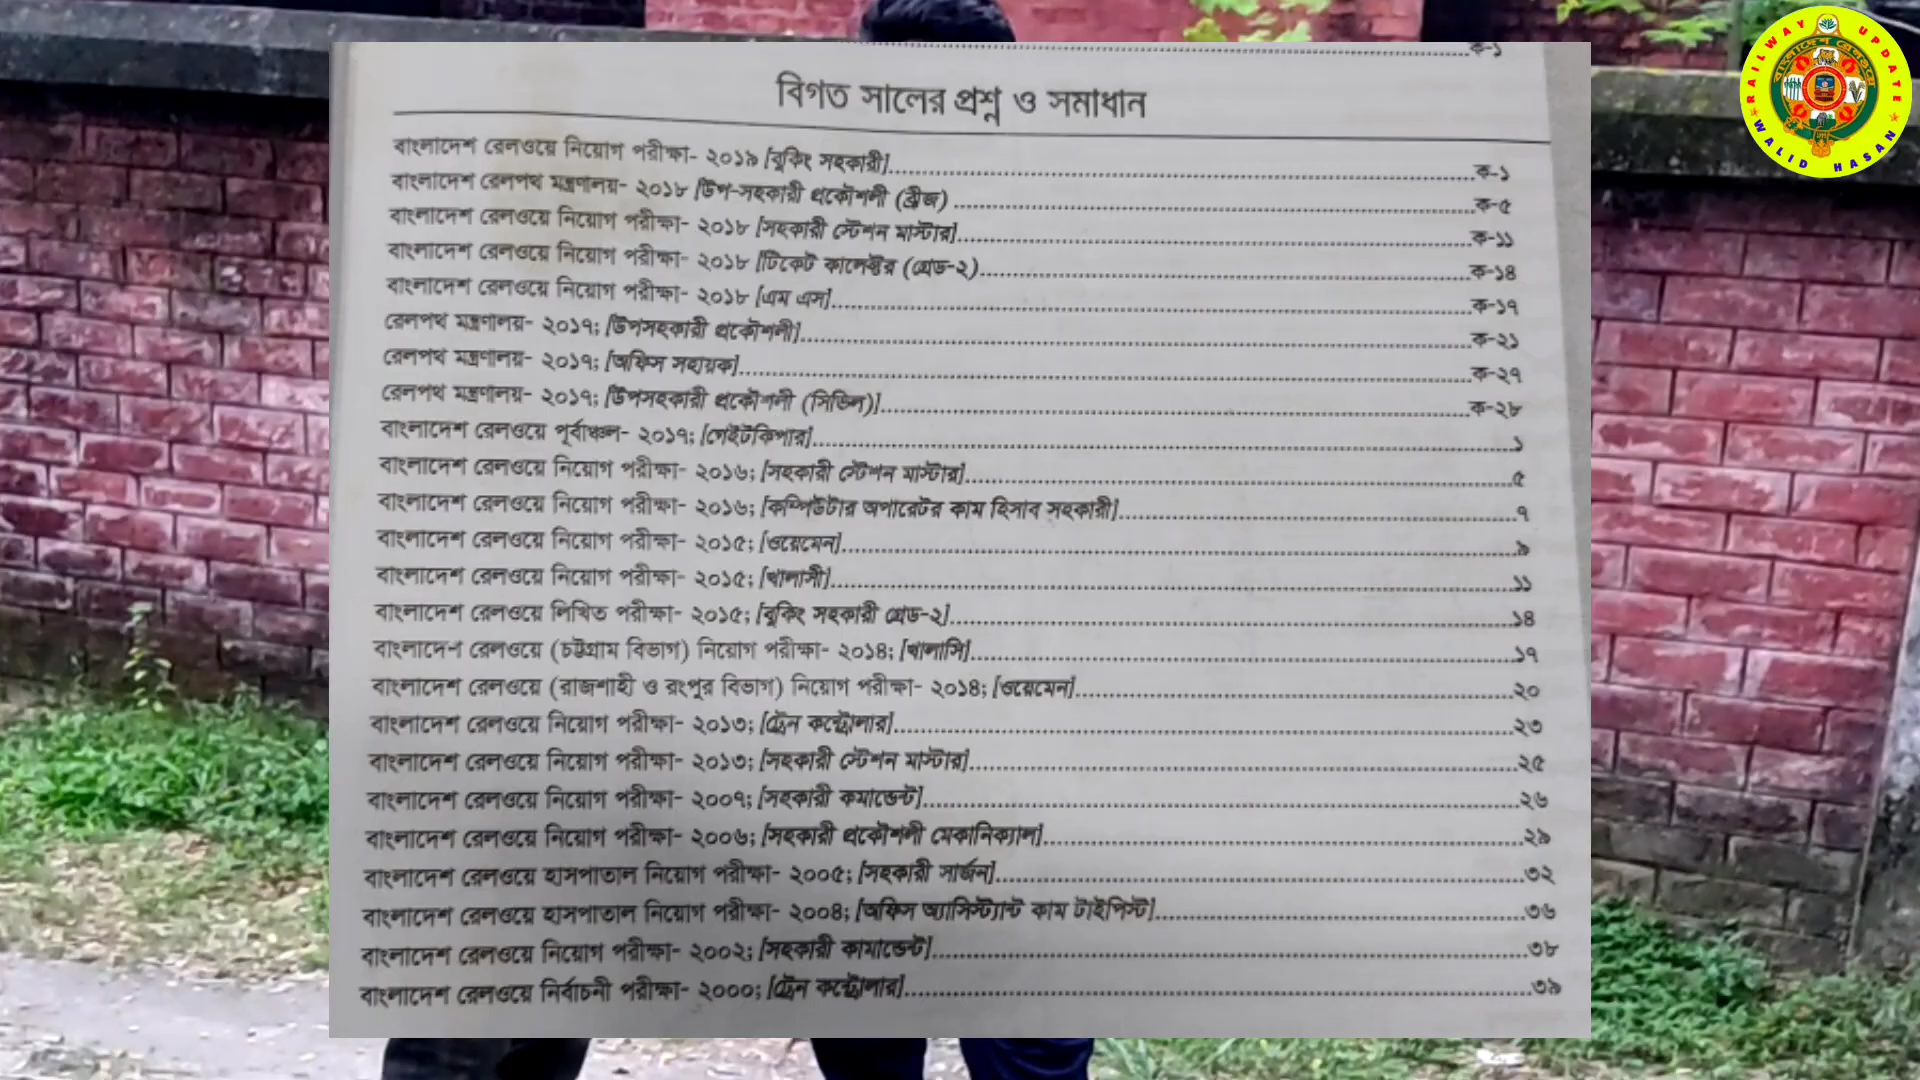 ক-১
বিগত সালের প্রশ্ন ও সমাধান
বাংলাদেশ রেলওয়ে নিয়োগ পরীক্ষা- ২০১৯ [বুকিং সহকারী]....ক-১
বাংলাদেশ রেলপথ মন্ত্রণালয়- ২০১৮ [উপ-সহকারী প্রকৌশলী (ব্রীজ)....ক-৫
বাংলাদেশ রেলওয়ে নিয়োগ পরীক্ষা- ২০১৮ [সহকারী স্টেশন মাস্টার]....ক-১১
বাংলাদেশ রেলওয়ে নিয়োগ পরীক্ষা- ২০১৮ [টিকেট কালেক্টর (গ্রেড-২)....ক-১৪
বাংলাদেশ রেলওয়ে নিয়োগ পরীক্ষা- ২০১৮ [এম এস]....ক-১৭
রেলপথ মন্ত্রণালয়- ২০১৭; [উপসহকারী প্রকৌশলী]....ক-২১
রেলপথ মন্ত্রণালয়- ২০১৭; [অফিস সহায়ক]....ক-২৭
রেলপথ মন্ত্রণালয়- ২০১৭; [উপসহকারী প্রকৌশলী (সিভিল)]....ক-২৮
বাংলাদেশ রেলওয়ে পূর্বাঞ্চল- ২০১৭; [গেইটকিপার]....১
বাংলাদেশ রেলওয়ে নিয়োগ পরীক্ষা- ২০১৬; [সহকারী স্টেশন মাস্টার]....৫
বাংলাদেশ রেলওয়ে নিয়োগ পরীক্ষা- ২০১৬; [কম্পিউটার অপারেটর কাম হিসাব সহকারী]....৭
বাংলাদেশ রেলওয়ে নিয়োগ পরীক্ষা- ২০১৫; [ওয়েমেন]....৯
বাংলাদেশ রেলওয়ে নিয়োগ পরীক্ষা- ২০১৫; [খালাসী]....১১
বাংলাদেশ রেলওয়ে লিখিত পরীক্ষা- ২০১৫; [বুকিং সহকারী গ্রেড-২]....১৪
বাংলাদেশ রেলওয়ে (চট্টগ্রাম বিভাগ) নিয়োগ পরীক্ষা- ২০১৪; [খালাসি]....১৭
বাংলাদেশ রেলওয়ে (রাজশাহী ও রংপুর বিভাগ) নিয়োগ পরীক্ষা- ২০১৪; [ওয়েমেন]....২০
বাংলাদেশ রেলওয়ে নিয়োগ পরীক্ষা- ২০১৩; [ট্রেন কন্ট্রোলার]....২৩
বাংলাদেশ রেলওয়ে নিয়োগ পরীক্ষা- ২০১৩; [সহকারী স্টেশন মাস্টার]....২৫
বাংলাদেশ রেলওয়ে নিয়োগ পরীক্ষা- ২০০৭; [সহকারী কমান্ডেন্ট]....২৬
বাংলাদেশ রেলওয়ে নিয়োগ পরীক্ষা- ২০০৬; [সহকারী প্রকৌশলী মেকানিক্যাল]....২৯
বাংলাদেশ রেলওয়ে হাসপাতাল নিয়োগ পরীক্ষা- ২০০৫; [সহকারী সার্জন]....৩২
বাংলাদেশ রেলওয়ে হাসপাতাল নিয়োগ পরীক্ষা- ২০০৪; [অফিস অ্যাসিস্ট্যান্ট কাম টাইপিস্ট]....৩৬
বাংলাদেশ রেলওয়ে নিয়োগ পরীক্ষা- ২০০২; [সহকারী কামান্ডেন্ট]....৩৮
বাংলাদেশ রেলওয়ে নির্বাচনী পরীক্ষা- ২০০০; [ট্রেন কন্ট্রোলার]....৩৯
RAILWAY UPDATE
বাংলাদেশ রেলওয়ে
WALID HASAN